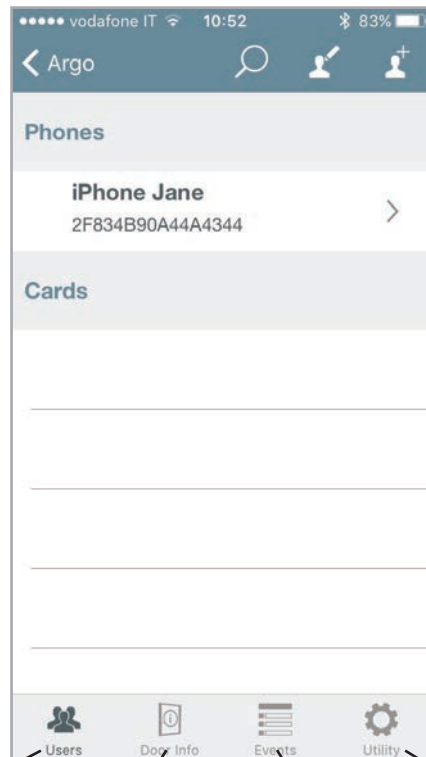 vodafone IT 10:52 83%
Argo
Phones
iPhone Jane
2F834B90A44A4344
Cards
Users Door Info Events Utility